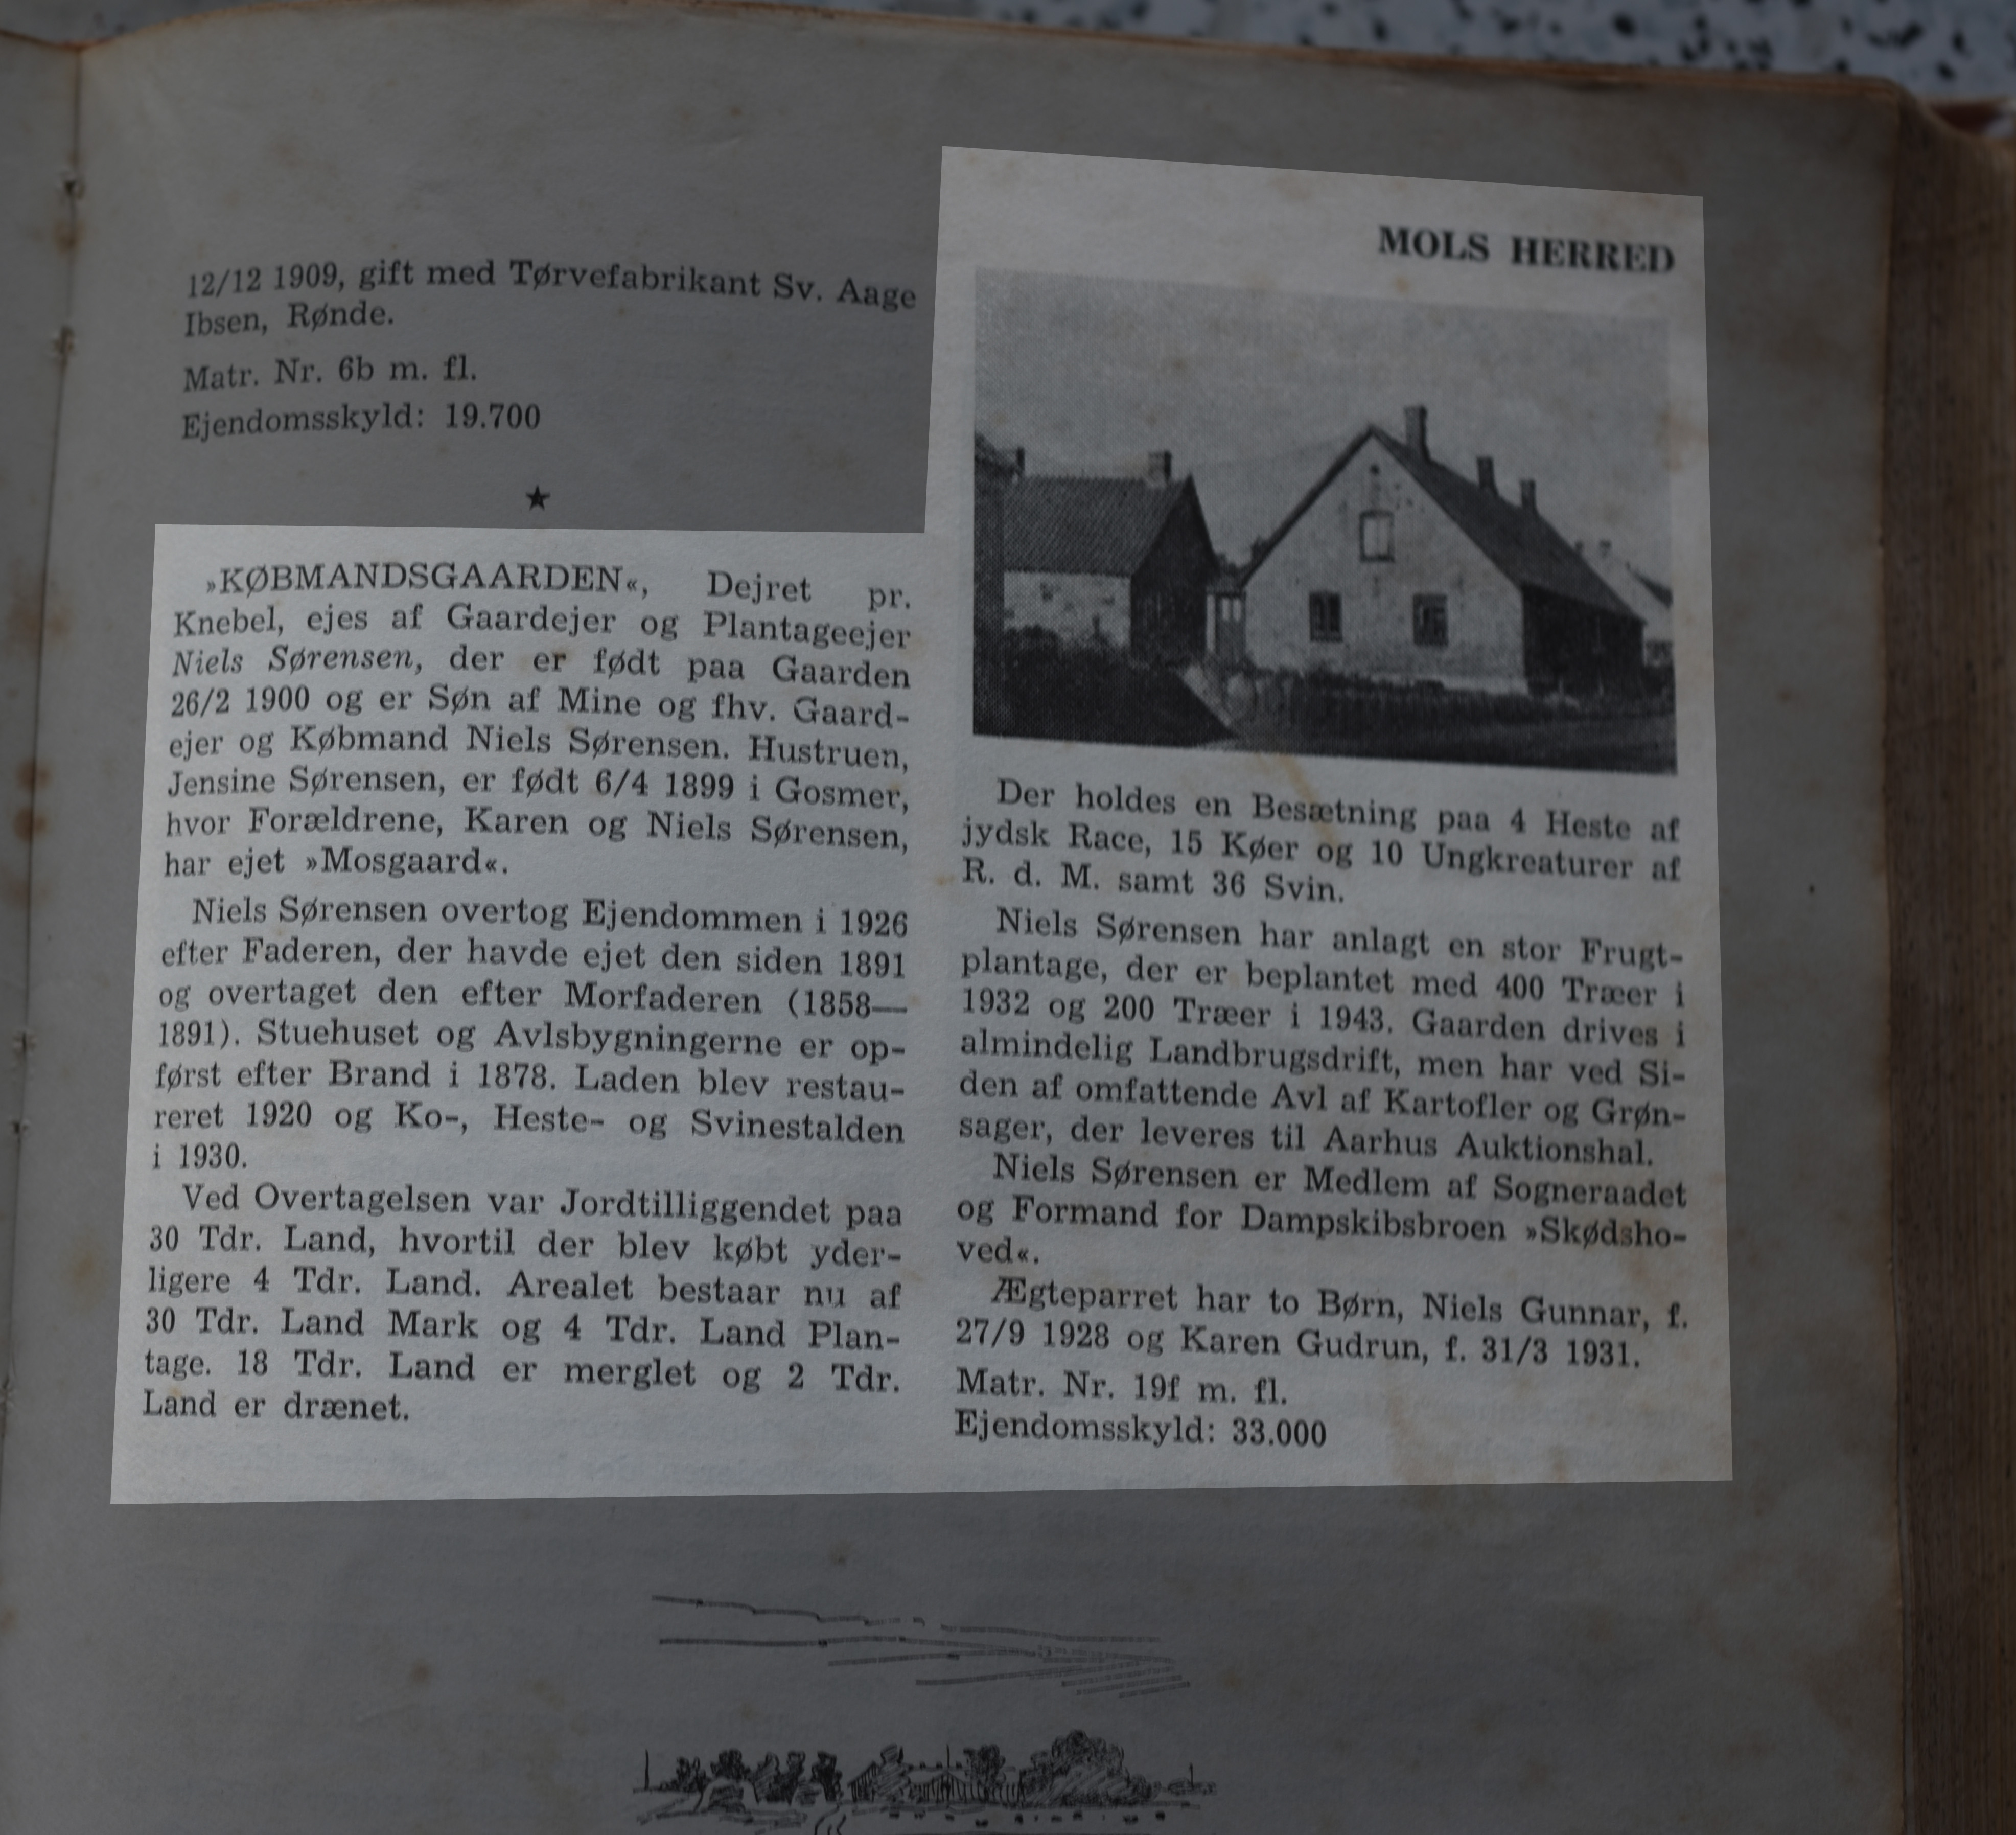 12/12 1909, gift med Tørvefabrikant Sv. Aage
Ibsen, Rønde.
Matr. Nr. 6b m. fl.
Ejendomsskyld: 19.700
★
»KØBMANDSGAARDEN«, Dejret pr.
Knebel, ejes af Gaardejer og Plantageejer
Niels Sørensen, der er født paa Gaarden
26/2 1900 og er Søn af Mine og fhv. Gaard-
ejer og Købmand Niels Sørensen. Hustruen,
Jensine Sørensen, er født 6/4 1899 i Gosmer,
hvor Forældrene, Karen og Niels Sørensen,
har ejet »Mosgaard«.
Niels Sørensen overtog Ejendommen i 1926
efter Faderen, der havde ejet den siden 1891
og overtaget den efter Morfaderen (1858—
1891). Stuehuset og Avlsbygningerne er op-
ført efter Brand i 1878. Laden blev restau-
reret 1920 og Ko-, Heste- og Svinestalden
i 1930.
Ved Overtagelsen var Jordtilliggendet paa
30 Tdr. Land, hvortil der blev købt yder-
ligere 4 Tdr. Land. Arealet bestaar nu af
30 Tdr. Land Mark og 4 Tdr. Land Plan-
tage. 18 Tdr. Land er merglet og 2 Tdr.
Land er drænet.
MOLS HERRED
Der holdes en Besætning paa 4 Heste af
jydsk Race, 15 Køer og 10 Ungkreaturer af
R. d. M. samt 36 Svin.
Niels Sørensen har anlagt en stor Frugt-
plantage, der er beplantet med 400 Træer i
1932 og 200 Træer i 1943. Gaarden drives i
almindelig Landbrugsdrift, men har ved Si-
den af omfattende Avl af Kartofler og Grøn-
sager, der leveres til Aarhus Auktionshal.
Niels Sørensen er Medlem af Sogneraadet
og Formand for Dampskibsbroen »Skødsho-
ved«.
Ægteparret har to Børn, Niels Gunnar, f.
27/9 1928 og Karen Gudrun, f. 31/3 1931.
Matr. Nr. 19f m. fl.
Ejendomsskyld: 33.000